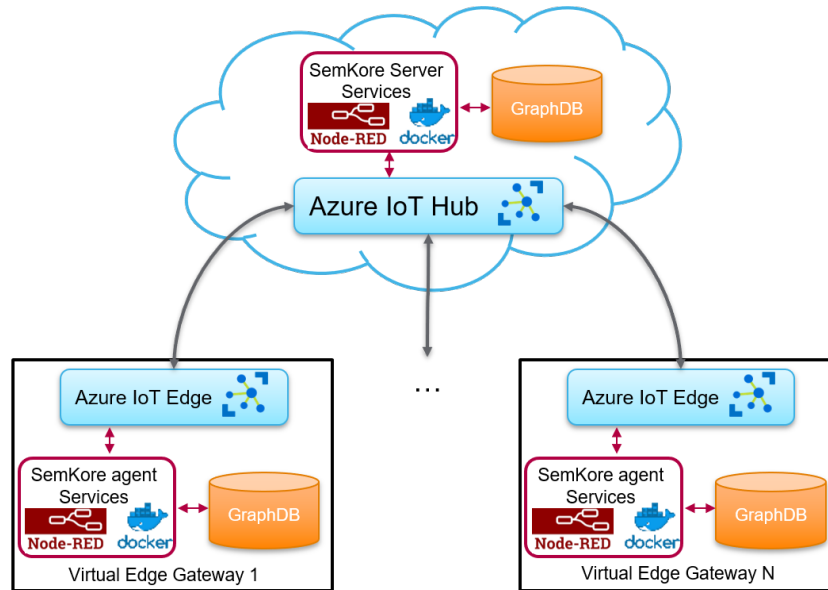 SemKore Server
Services
Node-RED
docker
GraphDB
Azure IoT Hub
...
Azure IoT Edge
SemKore agent
Services
Node-RED
docker
GraphDB
Virtual Edge Gateway 1
Azure IoT Edge
SemKore agent
Services
Node-RED
docker
GraphDB
Virtual Edge Gateway N